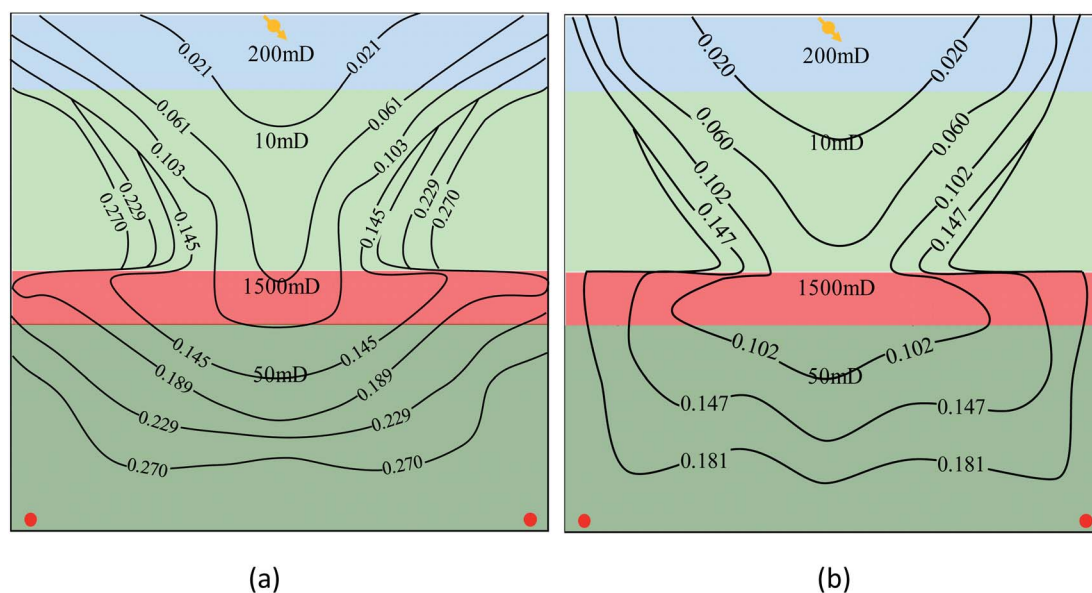 200mD
0.021 0.021
0.061 0.061
10mD
0.103 0.103
0.145 0.145
0.229 0.229
0.270 0.270
1500mD
0.145 0.145
50mD
0.189 0.189
0.229 0.229
0.270 0.270
(a)
200mD
0.020 0.020
10mD
0.060 0.060
0.102 0.102
0.147 0.147
1500mD
0.102 0.102
50mD
0.147 0.147
0.181 0.181
(b)